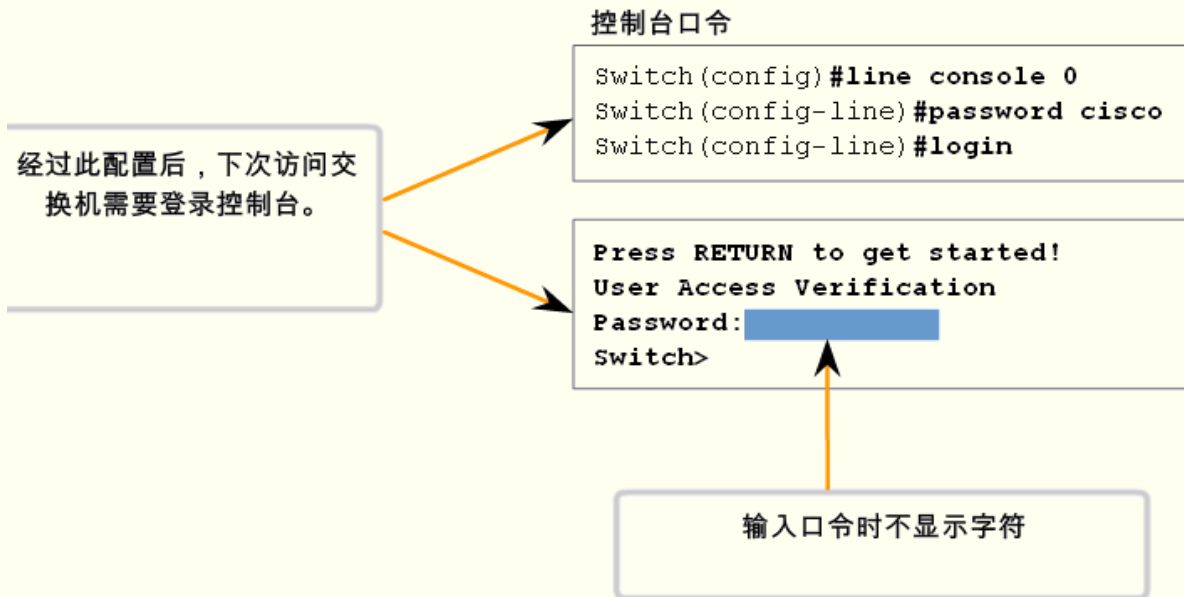 控制台口令
Switch(config)#line console 0
Switch(config-line)#password cisco
Switch(config-line)#login
经过此配置后，下次访问交
换机需要登录控制台。
Press RETURN to get started!
User Access Verification
Password:
Switch>
输入口令时不显示字符